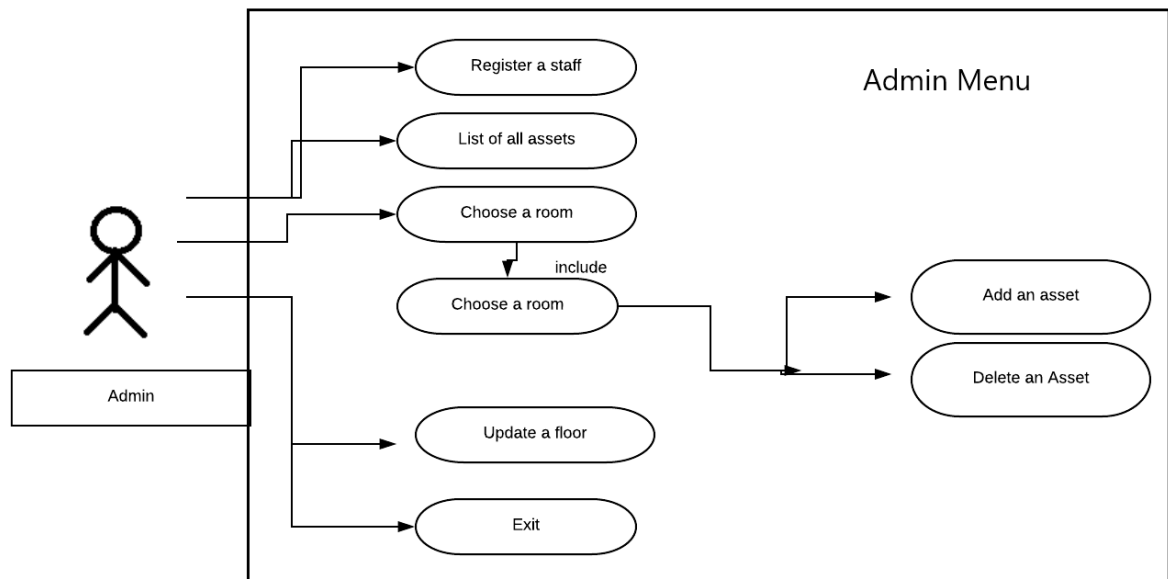 Register a staff
Admin Menu
List of all assets
Choose a room
include
Choose a room
Add an asset
Delete an Asset
Admin
Update a floor
Exit